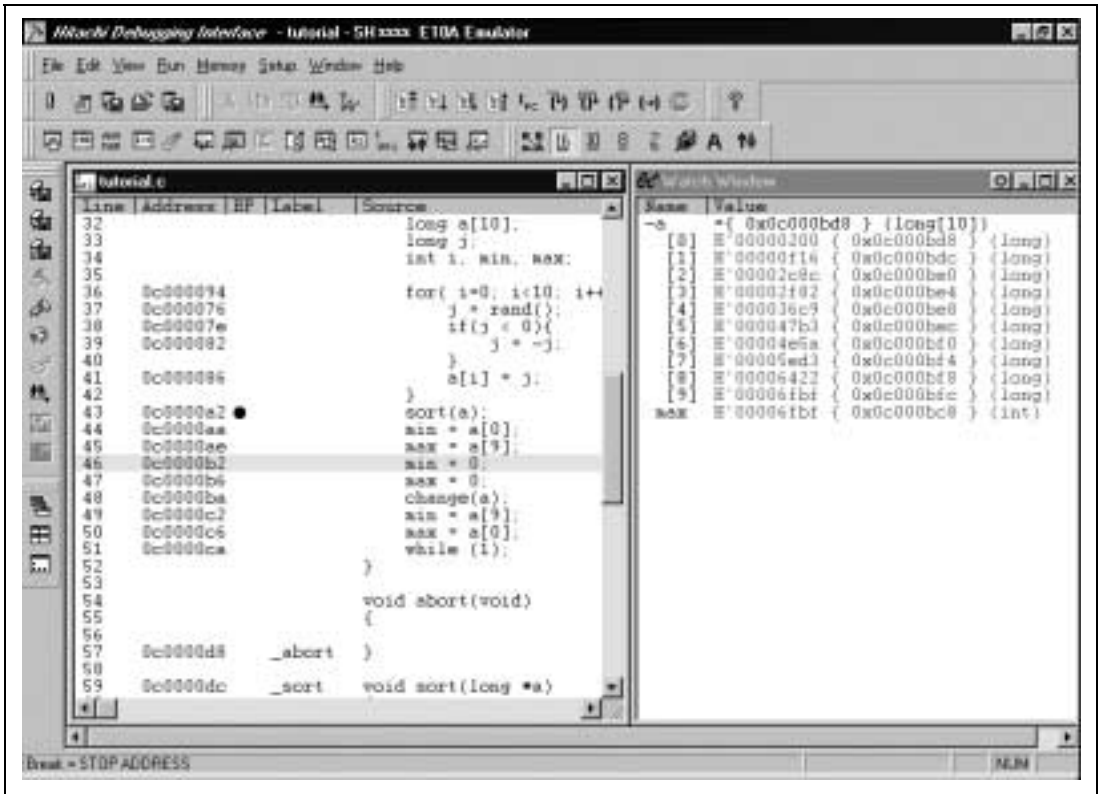 Hitachi Debugging Interface - tutorial - SHxxxx E10A Emulator
File Edit View Run Memory Setup Window Help
tutorial.c
Line Address BP Label Source
32 long a[10];
33 long j;
34 int i, min, max;
35
36 0c000094 for( i=0; i<10; i++
37 0c000076 j = rand();
38 0c00007e if(j < 0){
39 0c000082 j = -j;
40 }
41 0c000086 a[i] = j;
42 }
43 0c0000a2 ● sort(a);
44 0c0000aa min = a[0];
45 0c0000ae max = a[9];
46 0c0000b2 min = 0;
47 0c0000b6 max = 0;
48 0c0000ba change(a);
49 0c0000c2 min = a[9];
50 0c0000c6 max = a[0];
51 0c0000ca while (1);
52 }
53
54 void abort(void)
55 {
56
57 0c0000d8 _abort }
58
59 0c0000dc _sort void sort(long *a)
Watch Window
Name Value
-a ={ 0x0c000bd8 } (long[10])
[0] H'00000200 { 0x0c000bd8 } (long)
[1] H'00000f16 { 0x0c000bdc } (long)
[2] H'00002c8c { 0x0c000be0 } (long)
[3] H'00002f02 { 0x0c000be4 } (long)
[4] H'000036c9 { 0x0c000be8 } (long)
[5] H'000047b3 { 0x0c000bec } (long)
[6] H'00004e5a { 0x0c000bf0 } (long)
[7] H'00005ed3 { 0x0c000bf4 } (long)
[8] H'00006422 { 0x0c000bf8 } (long)
[9] H'00006fbf { 0x0c000bfc } (long)
max H'00006fbf { 0x0c000bc8 } (int)
Break = STOP ADDRESS
NUM